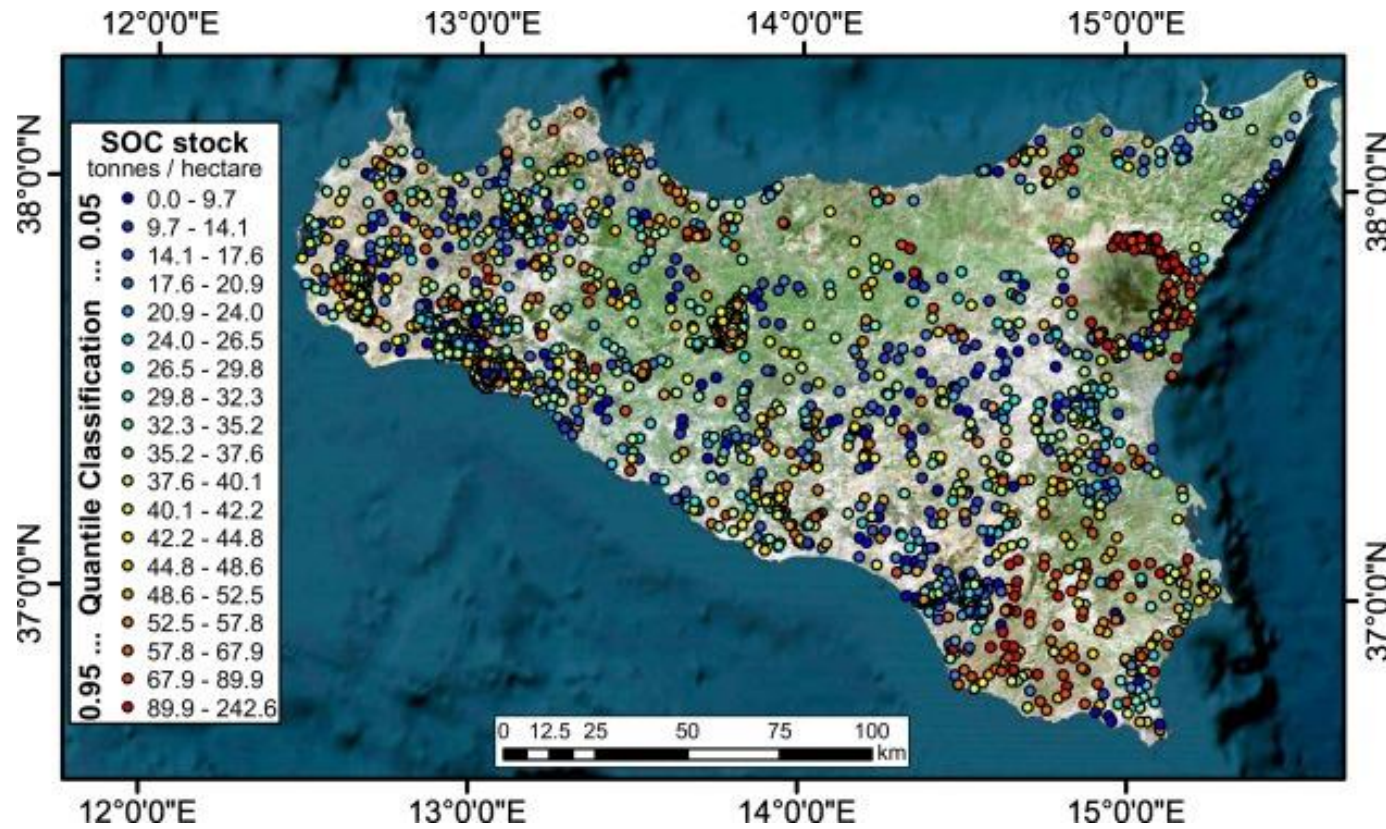 12°0'0"E 13°0'0"E 14°0'0"E 15°0'0"E
38°0'0"N
37°0'0"N
SOC stock
tonnes / hectare
0.95 ... Quantile Classification ... 0.05
0.0 - 9.7
9.7 - 14.1
14.1 - 17.6
17.6 - 20.9
20.9 - 24.0
24.0 - 26.5
26.5 - 29.8
29.8 - 32.3
32.3 - 35.2
35.2 - 37.6
37.6 - 40.1
40.1 - 42.2
42.2 - 44.8
44.8 - 48.6
48.6 - 52.5
52.5 - 57.8
57.8 - 67.9
67.9 - 89.9
89.9 - 242.6
0 12.5 25 50 75 100
km
38°0'0"N
37°0'0"N
12°0'0"E 13°0'0"E 14°0'0"E 15°0'0"E